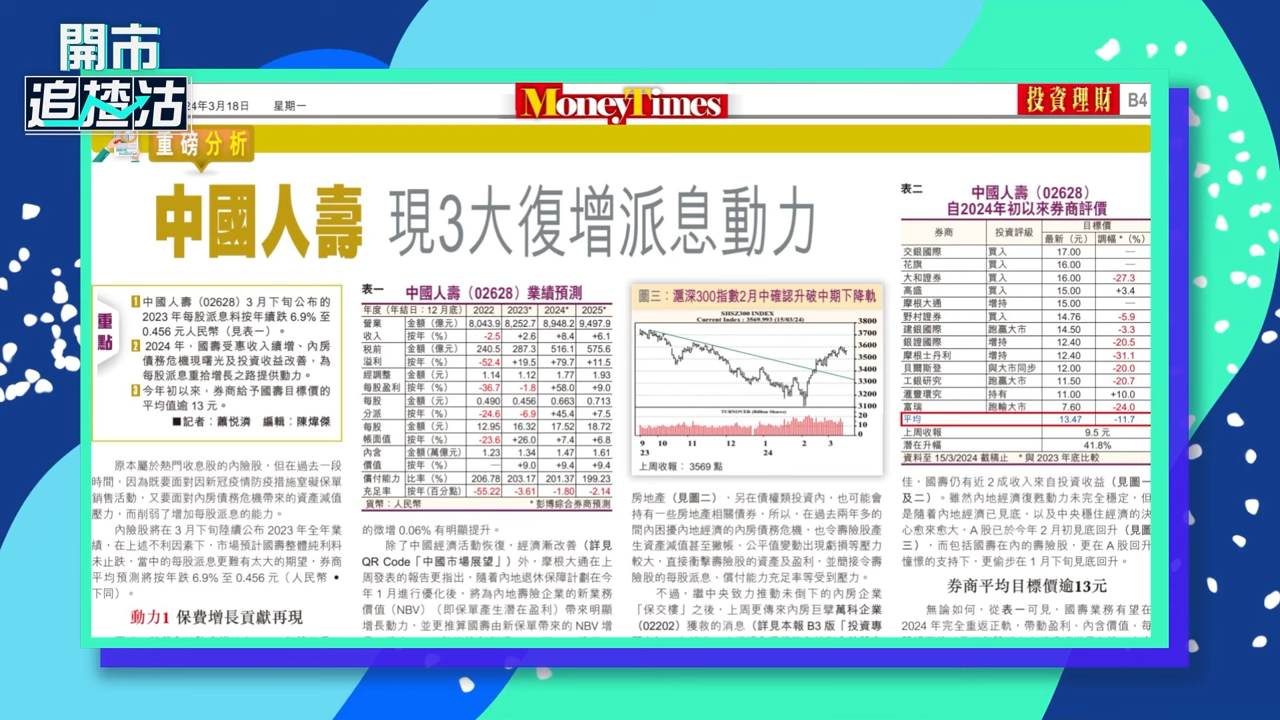 開市
追揸沽
24年3月18日 星期一
MoneyTimes
投資理財 B4
重磅分析
中國人壽 現3大復增派息動力
重點
1 中國人壽（02628）3月下旬公布的
2023年每股派息料按年續跌6.9%至
0.456元人民幣（見表一）。
2 2024年，國壽受惠收入續增、內房
債務危機現曙光及投資收益改善，為
每股派息重拾增長之路提供動力。
3 今年初以來，券商給予國壽目標價的
平均值逾13元。
■記者：蕭悅濱 編輯：陳煒傑
原本屬於熱門收息股的內險股，但在過去一段
時間，因為既要面對因新冠疫情防疫措施窒礙保單
銷售活動，又要面對內房債務危機帶來的資產減值
壓力，而削弱了增加每股派息的能力。
內險股將在3月下旬陸續公布2023年全年業
績，在上述不利因素下，市場預計國壽整體純利料
未止跌，當中的每股派息更難有太大的期望，券商
平均預測將按年跌6.9%至0.456元（人民幣•
下同）。
動力1 保費增長貢獻再現
表一 中國人壽（02628）業績預測
年度（年結日：12月底） 2022 2023* 2024* 2025*
營業 金額（億元） 8,043.9 8,252.7 8,948.2 9,497.9
收入 按年（%） -2.5 +2.6 +8.4 +6.1
稅前 金額（億元） 240.5 287.3 516.1 575.6
溢利 按年（%） -52.4 +19.5 +79.7 +11.5
經調整 金額（元） 1.14 1.12 1.77 1.93
每股盈利 按年（%） -36.7 -1.8 +58.0 +9.0
每股 金額（元） 0.490 0.456 0.663 0.713
分派 按年（%） -24.6 -6.9 +45.4 +7.5
每股 金額（元） 12.95 16.32 17.52 18.72
帳面值 按年（%） -23.6 +26.0 +7.4 +6.8
內含 金額（萬億元） 1.23 1.34 1.47 1.61
價值 按年（%） — +9.0 +9.4 +9.4
償付能力 比率（%） 206.78 203.17 201.37 199.23
充足率 按年（百分點） -55.22 -3.61 -1.80 -2.14
貨幣：人民幣 *彭博綜合券商預測
的微增0.06%有明顯提升。
除了中國經濟活動恢復，經濟漸改善（詳見
QR Code「中國市場展望」）外，摩根大通在上
周發表的報告更指出，隨着內地退休保障計劃在今
年1月進行優化後，將為內地壽險企業的新業務
價值（NBV）（即保單產生潛在盈利）帶來明顯
增長動力，並更推算國壽由新保單帶來的NBV增
圖三：滬深300指數2月中確認升破中期下降軌
SHSZ300 INDEX
Current Index : 3569.993 (15/03/24)
3800
3700
3600
3500
3400
3300
3200
3100
TURNOVER (Billion Shares)
20
10
0
9 10 11 12 1 2 3
23 24
上周收報：3569點
房地產（見圖二），另在債權類投資內，也可能會
持有一些房地產相關債券，所以，在過去兩年多的
間內困擾內地經濟的內房債務危機，也令壽險股產
生資產減值甚至撇帳、公平值變動出現虧損等壓力
較大，直接衝擊壽險股的資產及盈利，並間接令壽
險股的每股派息、償付能力充足率等受到壓力。
不過，繼中央致力推動未倒下的內房企業
「保交樓」之後，上周更傳來內房巨擘萬科企業
（02202）獲救的消息（詳見本報B3版「投資專
表二 中國人壽（02628）
自2024年初以來券商評價
券商 投資評級 目標價
最新（元） 調幅*（%）
交銀國際 買入 17.00 —
花旗 買入 16.00 —
大和證券 買入 16.00 -27.3
高盛 買入 15.00 +3.4
摩根大通 增持 15.00 —
野村證券 買入 14.76 -5.9
建銀國際 跑贏大市 14.50 -3.3
銀證國際 增持 12.40 -20.5
摩根士丹利 增持 12.40 -31.1
貝爾斯登 與大市同步 12.00 -20.0
工銀研究 跑贏大市 11.50 -20.7
滙豐環究 持有 11.00 +10.0
富瑞 跑輸大市 7.60 -24.0
平均 13.47 -11.7
上周收報 9.5元
潛在升幅 41.8%
資料至15/3/2024截稿止 *與2023年底比較
佳，國壽仍有近2成收入來自投資收益（見圖一
及二）。雖然內地經濟復甦動力未完全穩定，但
是隨着內地經濟已見底，以及中央穩住經濟的決
心愈來愈大，A股已於今年2月初見底回升（見圖
三），而包括國壽在內的壽險股，更在A股回升
憧憬的支持下，更偷步在1月下旬見底回升。
券商平均目標價逾13元
無論如何，從表一可見，國壽業務有望在
2024年完全重返正軌，帶動盈利、內含價值，每